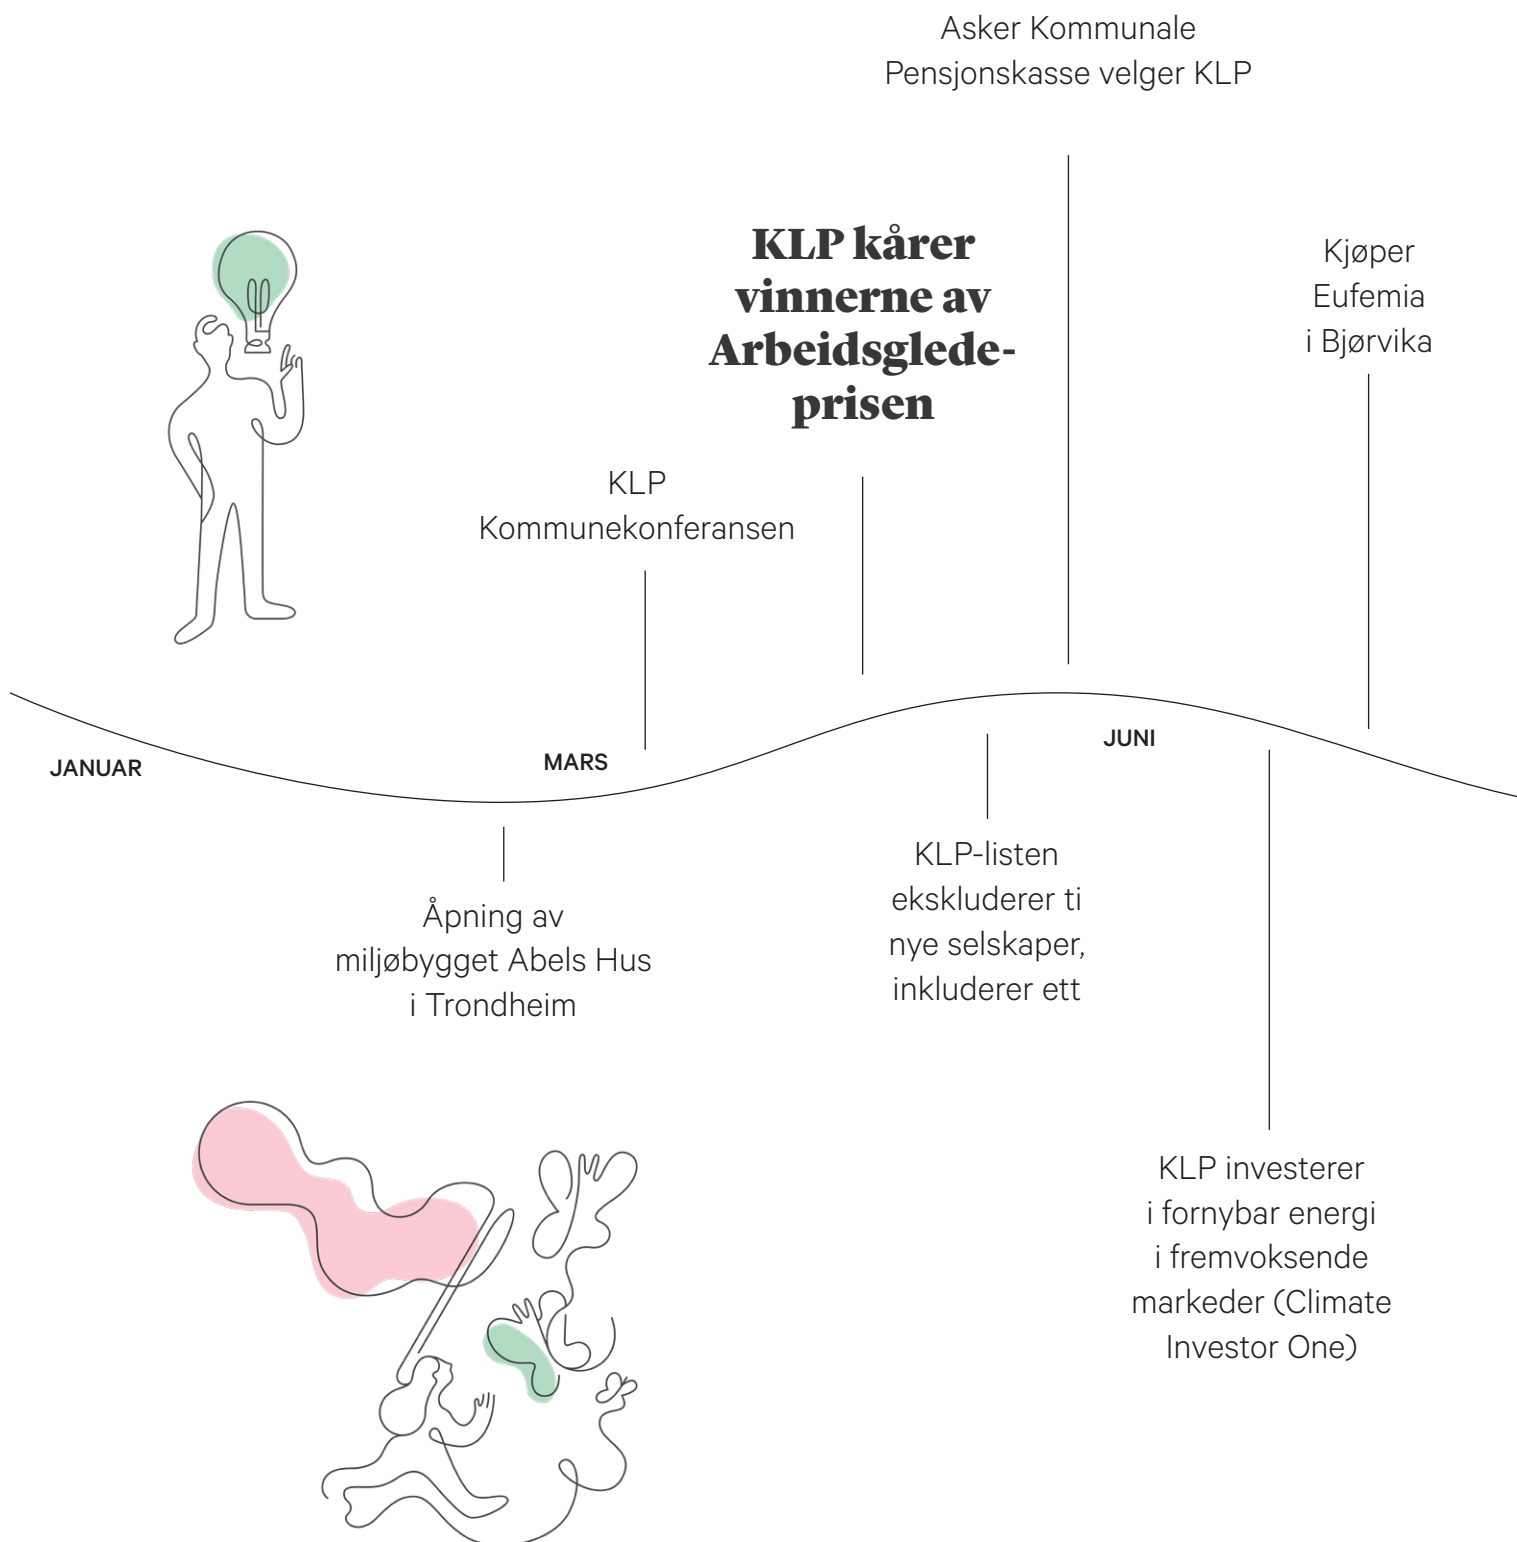 Asker Kommunale
Pensjonskasse velger KLP
KLP kårer
vinnerne av
Arbeidsglede-
prisen
Kjøper
Eufemia
i Bjørvika
KLP
Kommunekonferansen
JANUAR
MARS
JUNI
Åpning av
miljøbygget Abels Hus
i Trondheim
KLP-listen
ekskluderer ti
nye selskaper,
inkluderer ett
KLP investerer
i fornybar energi
i fremvoksende
markeder (Climate
Investor One)